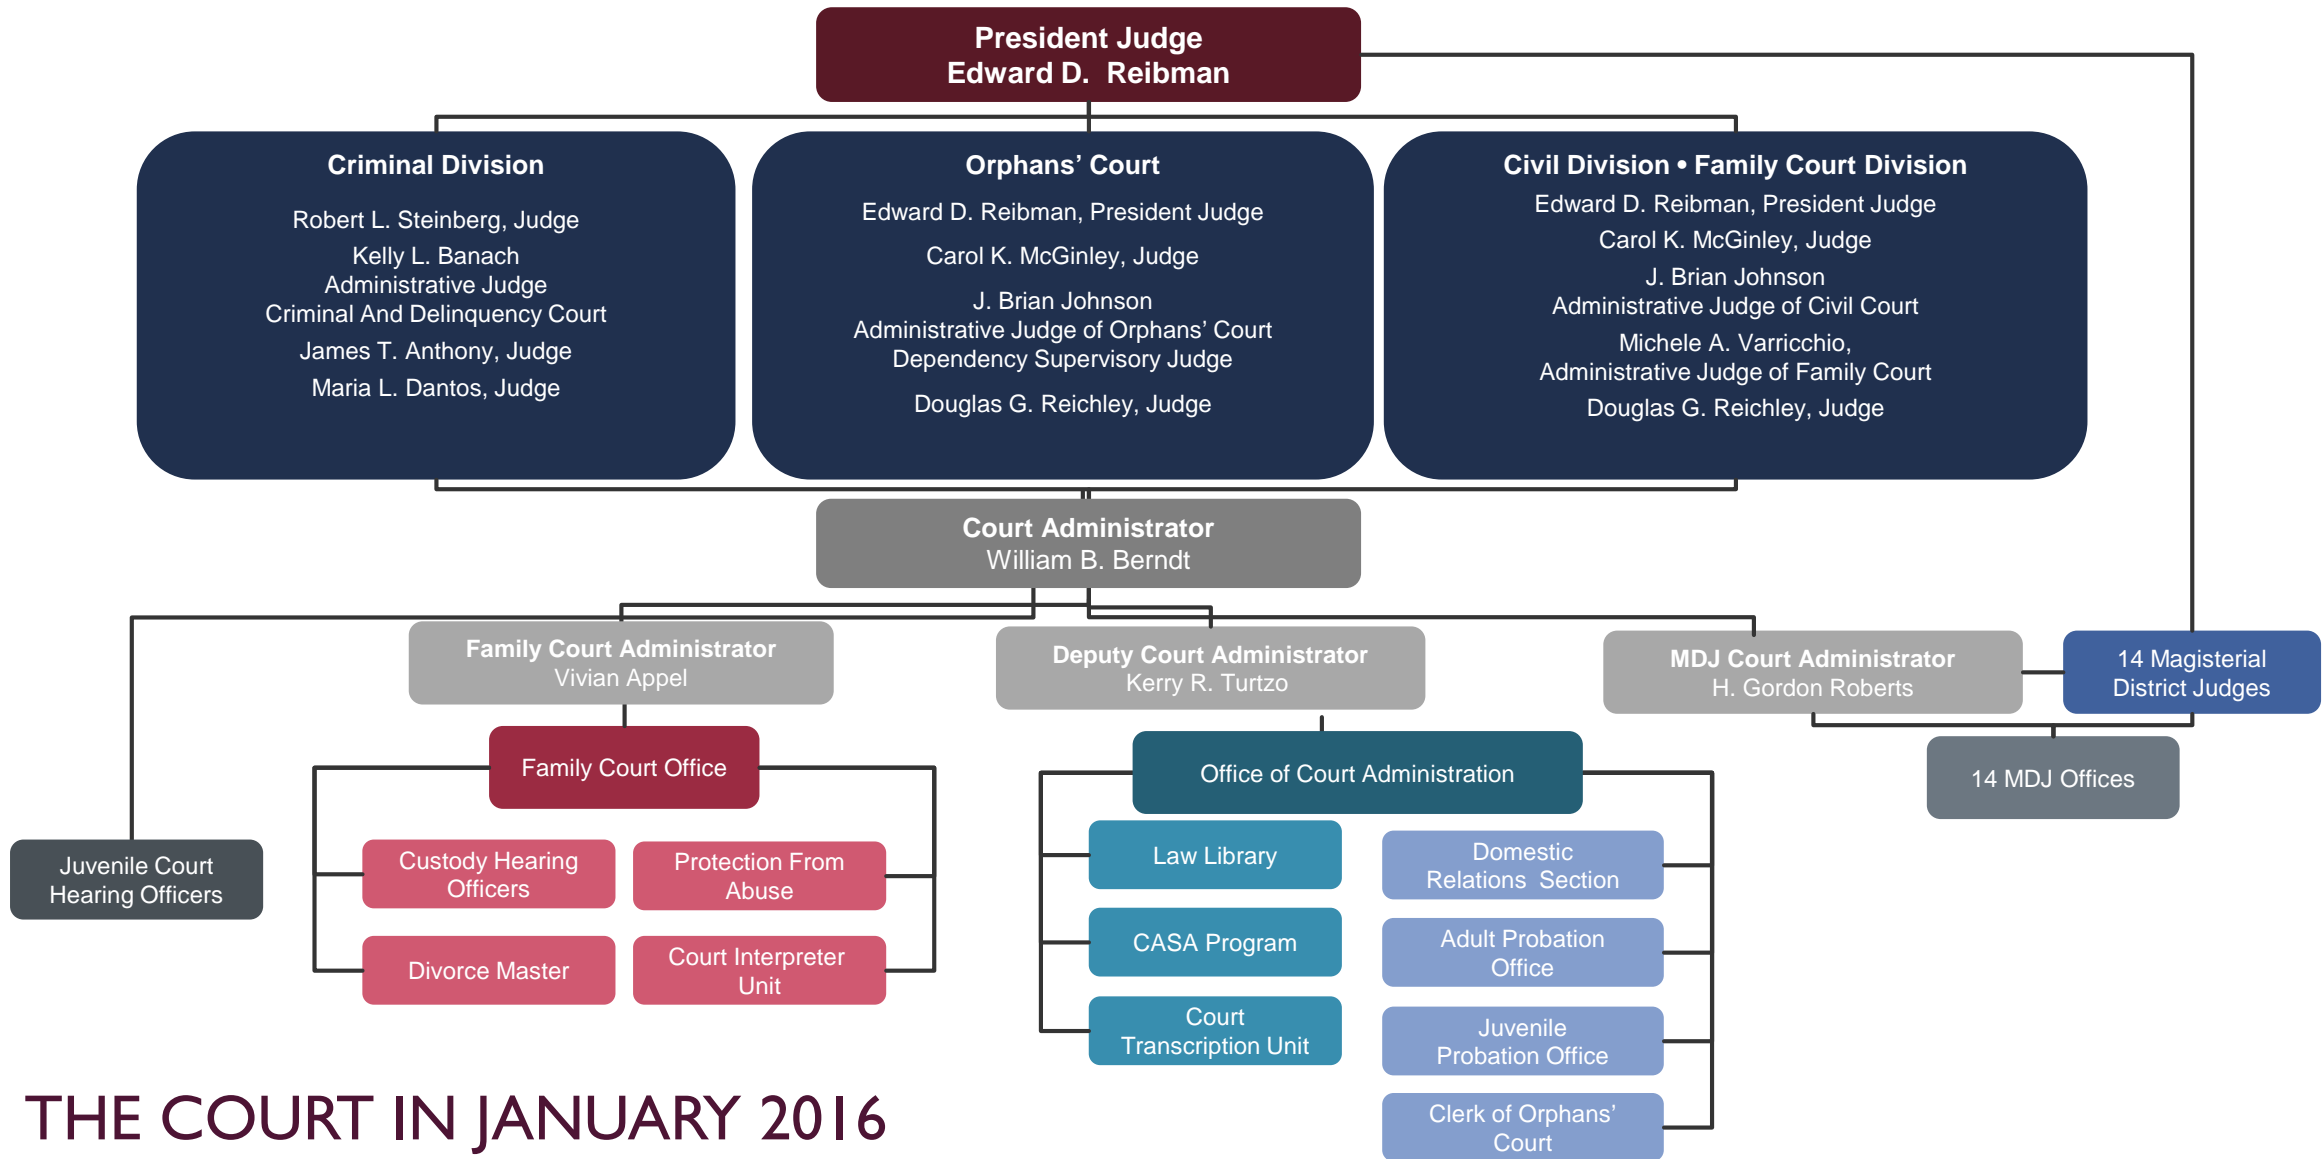 President Judge
Edward D. Reibman
Criminal Division
Robert L. Steinberg, Judge
Kelly L. Banach
Administrative Judge
Criminal And Delinquency Court
James T. Anthony, Judge
Maria L. Dantos, Judge
Orphans’ Court
Edward D. Reibman, President Judge
Carol K. McGinley, Judge
J. Brian Johnson
Administrative Judge of Orphans’ Court
Dependency Supervisory Judge
Douglas G. Reichley, Judge
Civil Division • Family Court Division
Edward D. Reibman, President Judge
Carol K. McGinley, Judge
J. Brian Johnson
Administrative Judge of Civil Court
Michele A. Varricchio,
Administrative Judge of Family Court
Douglas G. Reichley, Judge
Court Administrator
William B. Berndt
Family Court Administrator
Vivian Appel
Deputy Court Administrator
Kerry R. Turtzo
MDJ Court Administrator
H. Gordon Roberts
14 Magisterial
District Judges
Family Court Office
Office of Court Administration
14 MDJ Offices
Juvenile Court
Hearing Officers
Custody Hearing
Officers
Protection From
Abuse
Divorce Master
Court Interpreter
Unit
Law Library
CASA Program
Court
Transcription Unit
Domestic
Relations Section
Adult Probation
Office
Juvenile
Probation Office
Clerk of Orphans’
Court
THE COURT IN JANUARY 2016